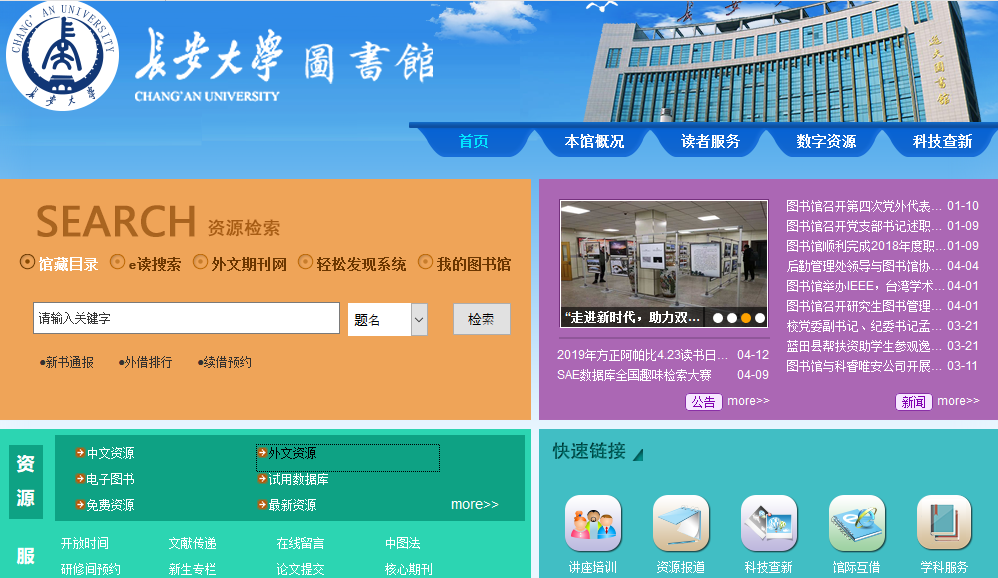 CHANG'AN UNIVERSITY
長安大學 圖書館
CHANG'AN UNIVERSITY
长安大学
逸夫图书馆
首页 本馆概况 读者服务 数字资源 科技查新
SEARCH 资源检索
馆藏目录 e读搜索 外文期刊网 轻松发现系统 我的图书馆
请输入关键字 题名 检索
●新书通报 ●外借排行 ●续借预约
“走进新时代，助力双...
2019年方正阿帕比4.23读书日... 04-12
SAE数据库全国趣味检索大赛 04-09
公告 more>>
图书馆召开第四次党外代表... 01-10
图书馆召开党支部书记述职... 01-09
图书馆顺利完成2018年度职... 01-09
后勤管理处领导与图书馆协... 04-04
图书馆举办IEEE，台湾学术... 04-01
图书馆召开研究生图书管理... 04-01
校党委副书记、纪委书记孟... 03-21
蓝田县帮扶资助学生参观逸... 03-21
图书馆与科睿唯安公司开展... 03-11
新闻 more>>
资源
中文资源 外文资源
电子图书 试用数据库
免费资源 最新资源 more>>
服
开放时间 文献传递 在线留言 中图法
研修间预约 新生专栏 论文提交 核心期刊
快速链接
讲座培训 资源报道 科技查新 馆际互借 学科服务